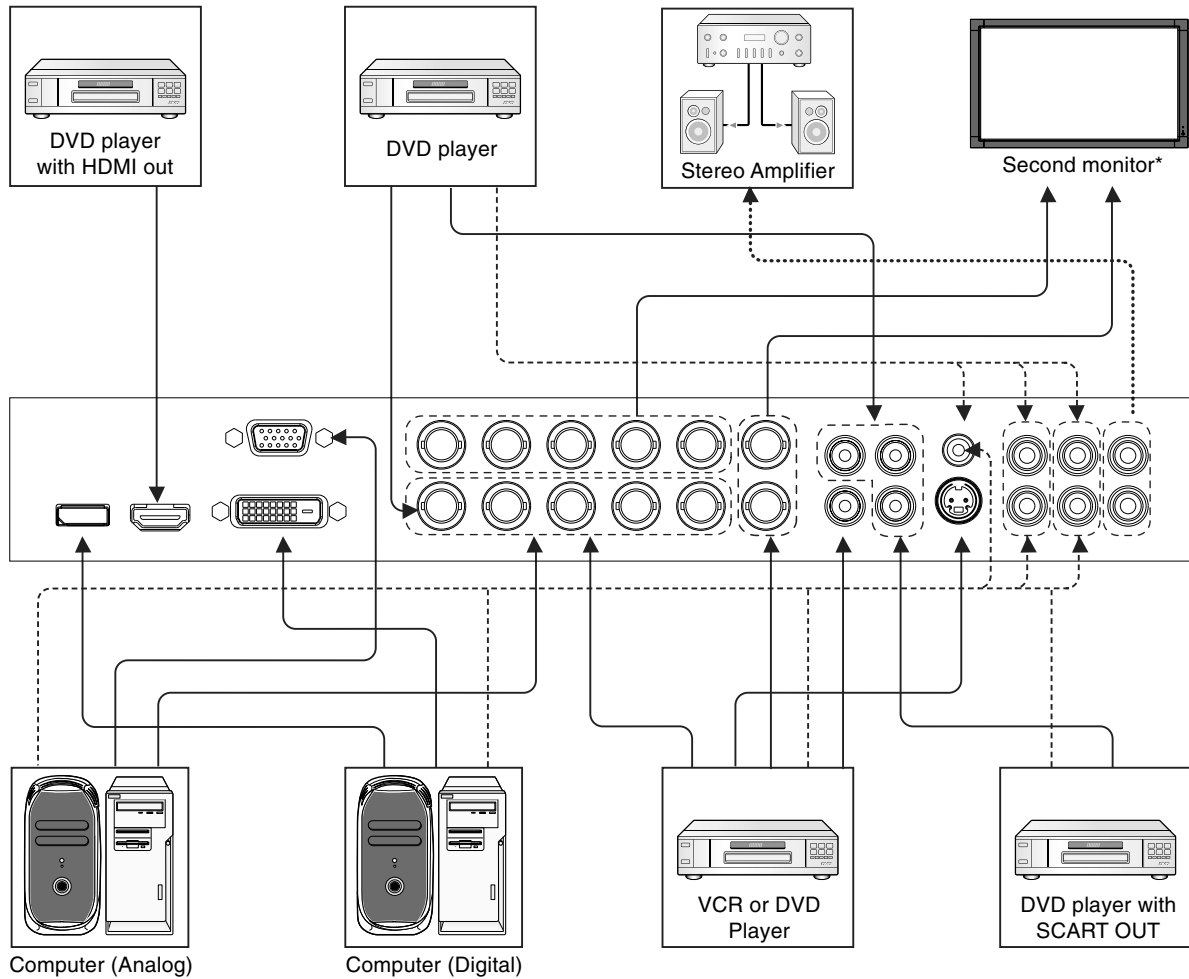 DVD player
with HDMI out
DVD player
Stereo Amplifier
Second monitor*
Computer (Analog)
Computer (Digital)
VCR or DVD
Player
DVD player with
SCART OUT